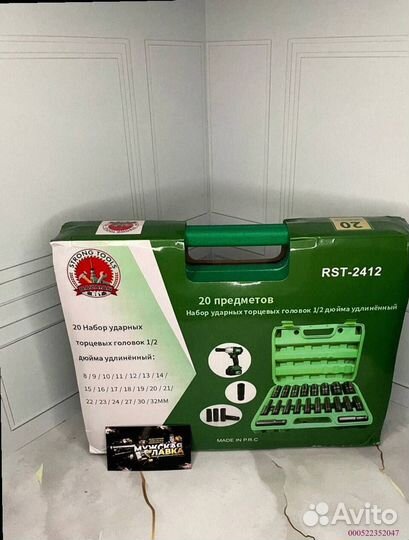 20
STRONG TOOLS
RST-2412
20 предметов
Набор ударных торцевых головок 1/2 дюйма удлинённый
20 Набор ударных
торцевых головок 1/2
дюйма удлинённый:
8 / 9 / 10 / 11 / 12 / 13 / 14 /
15 / 16 / 17 / 18 / 19 / 20 / 21/
22 / 23 / 24 / 27 / 30 / 32ММ
MADE IN P.R.C
МУЖСКАЯ
ЛАВКА
Avito
000522352047